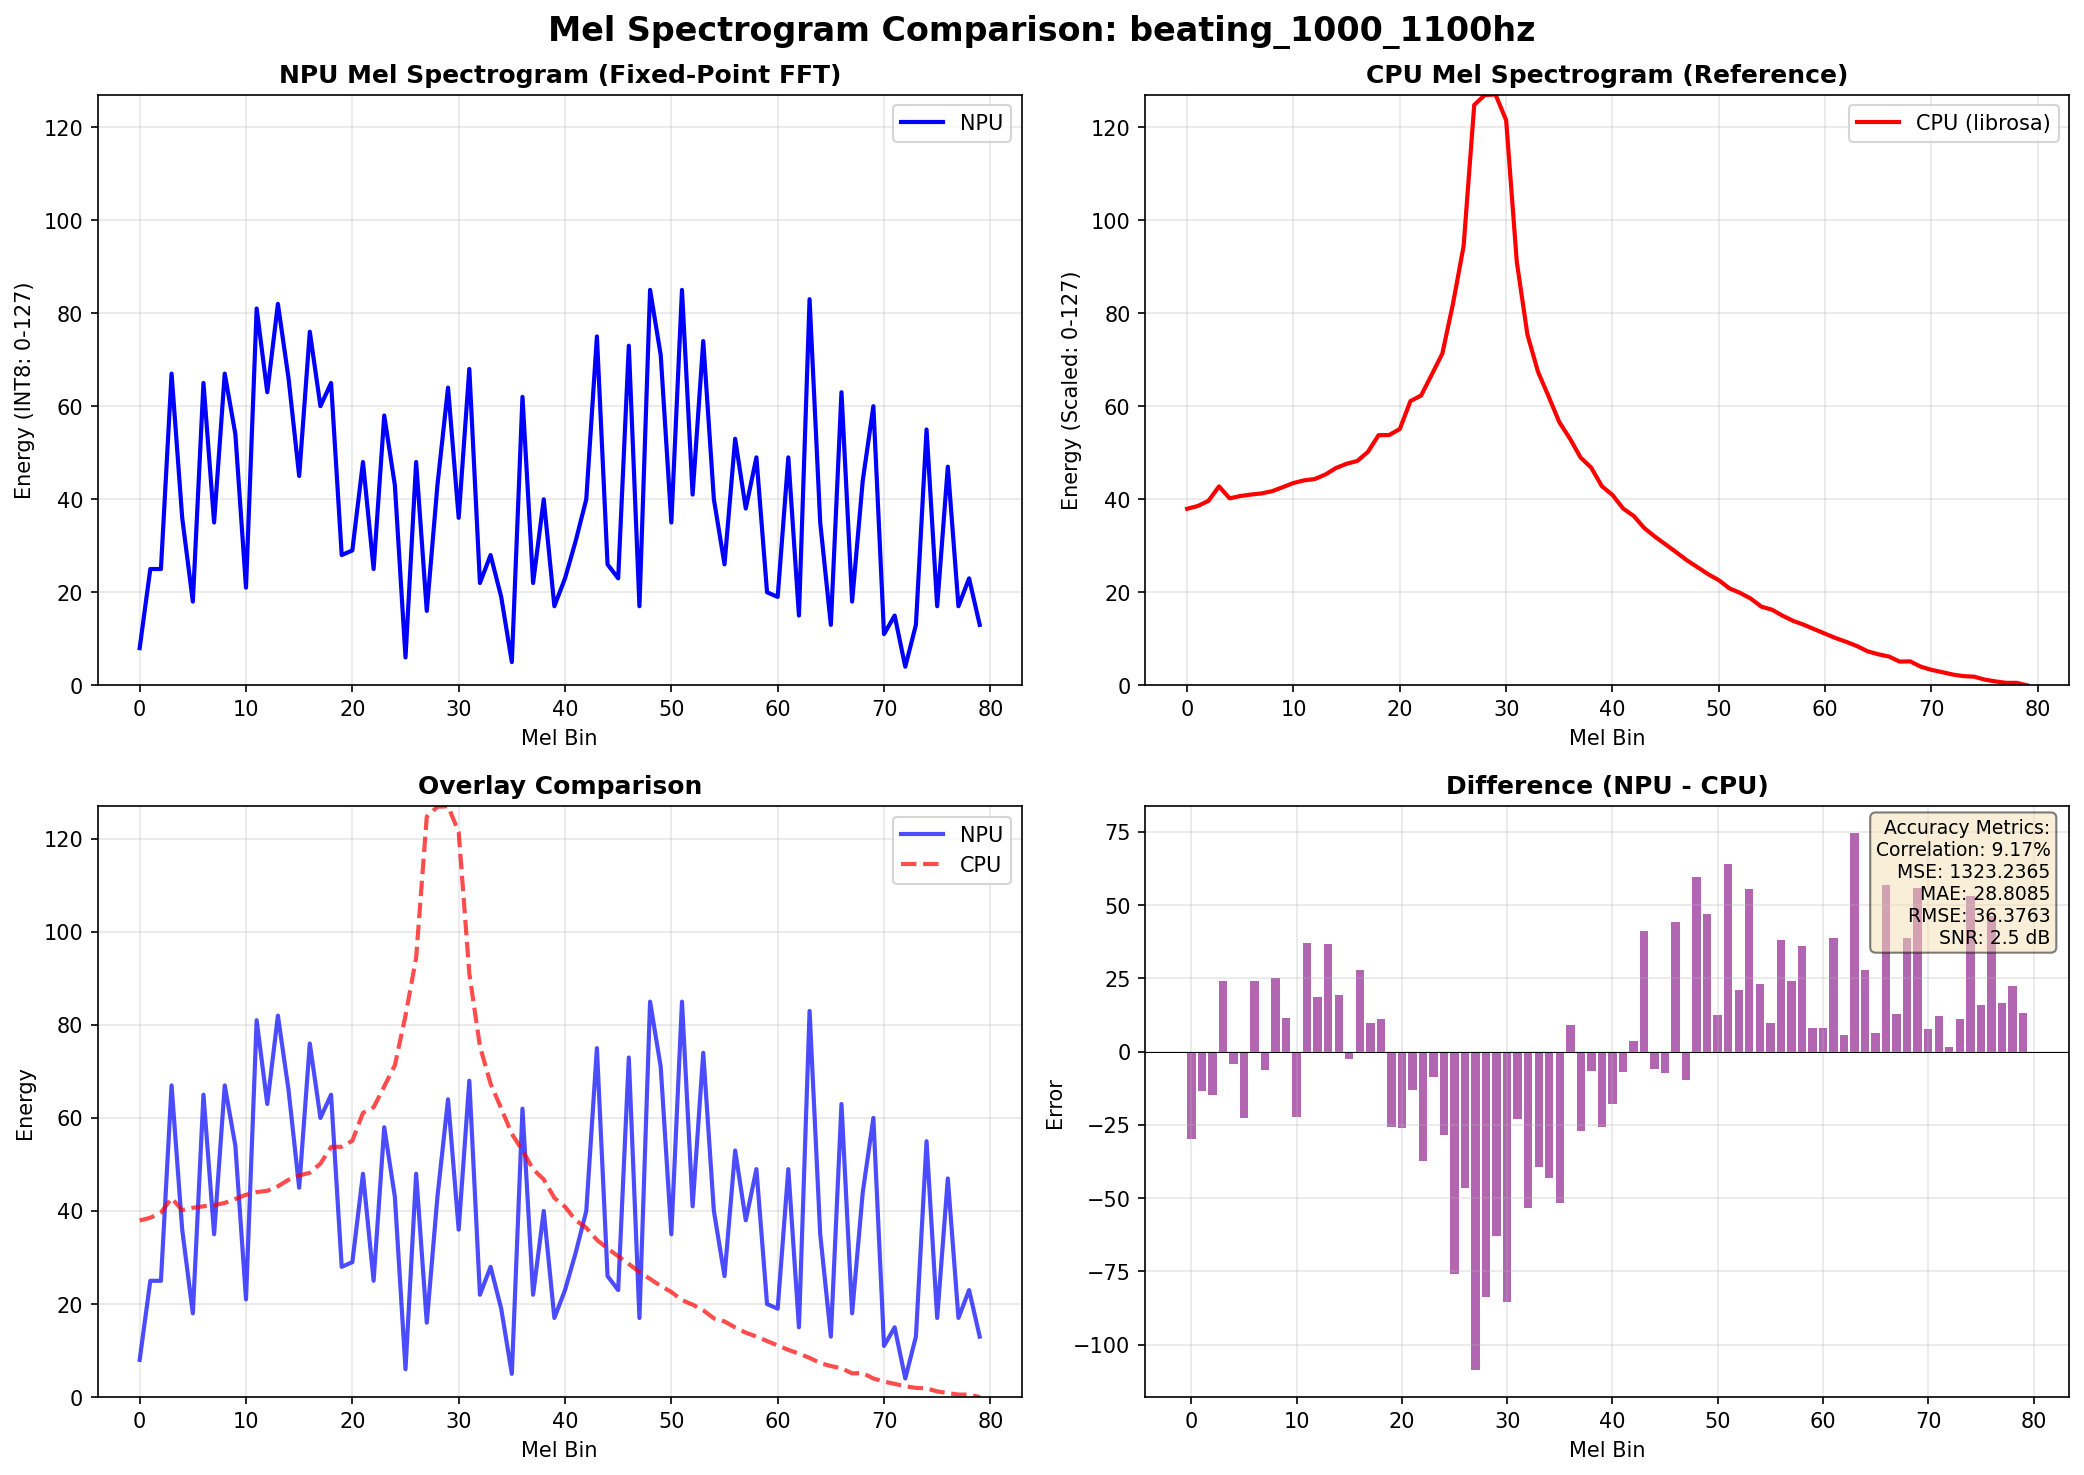 Mel Spectrogram Comparison: beating_1000_1100hz
NPU Mel Spectrogram (Fixed-Point FFT)
Energy (INT8: 0-127)
120
100
80
60
40
20
0
NPU
0 10 20 30 40 50 60 70 80
Mel Bin
CPU Mel Spectrogram (Reference)
Energy (Scaled: 0-127)
120
100
80
60
40
20
0
CPU (librosa)
0 10 20 30 40 50 60 70 80
Mel Bin
Overlay Comparison
Energy
120
100
80
60
40
20
0
NPU
CPU
0 10 20 30 40 50 60 70 80
Mel Bin
Difference (NPU - CPU)
Error
75
50
25
0
−25
−50
−75
−100
Accuracy Metrics:
Correlation: 9.17%
MSE: 1323.2365
MAE: 28.8085
RMSE: 36.3763
SNR: 2.5 dB
0 10 20 30 40 50 60 70 80
Mel Bin